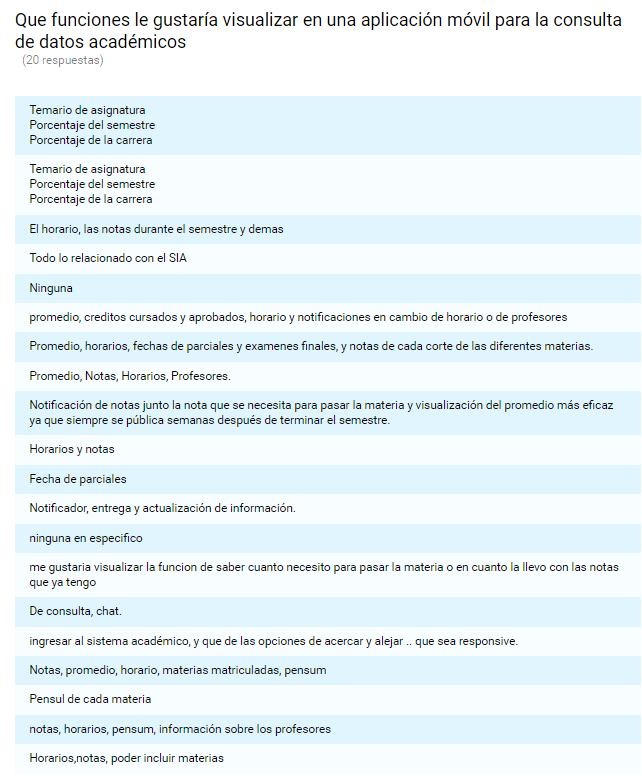 Que funciones le gustaría visualizar en una aplicación móvil para la consulta
de datos académicos
(20 respuestas)
Temario de asignatura
Porcentaje del semestre
Porcentaje de la carrera
Temario de asignatura
Porcentaje del semestre
Porcentaje de la carrera
El horario, las notas durante el semestre y demas
Todo lo relacionado con el SIA
Ninguna
promedio, creditos cursados y aprobados, horario y notificaciones en cambio de horario o de profesores
Promedio, horarios, fechas de parciales y examenes finales, y notas de cada corte de las diferentes materias.
Promedio, Notas, Horarios, Profesores.
Notificación de notas junto la nota que se necesita para pasar la materia y visualización del promedio más eficaz
ya que siempre se pública semanas después de terminar el semestre.
Horarios y notas
Fecha de parciales
Notificador, entrega y actualización de información.
ninguna en especifico
me gustaria visualizar la funcion de saber cuanto necesito para pasar la materia o en cuanto la llevo con las notas
que ya tengo
De consulta, chat.
ingresar al sistema académico, y que de las opciones de acercar y alejar .. que sea responsive.
Notas, promedio, horario, materias matriculadas, pensum
Pensul de cada materia
notas, horarios, pensum, información sobre los profesores
Horarios,notas, poder incluir materias